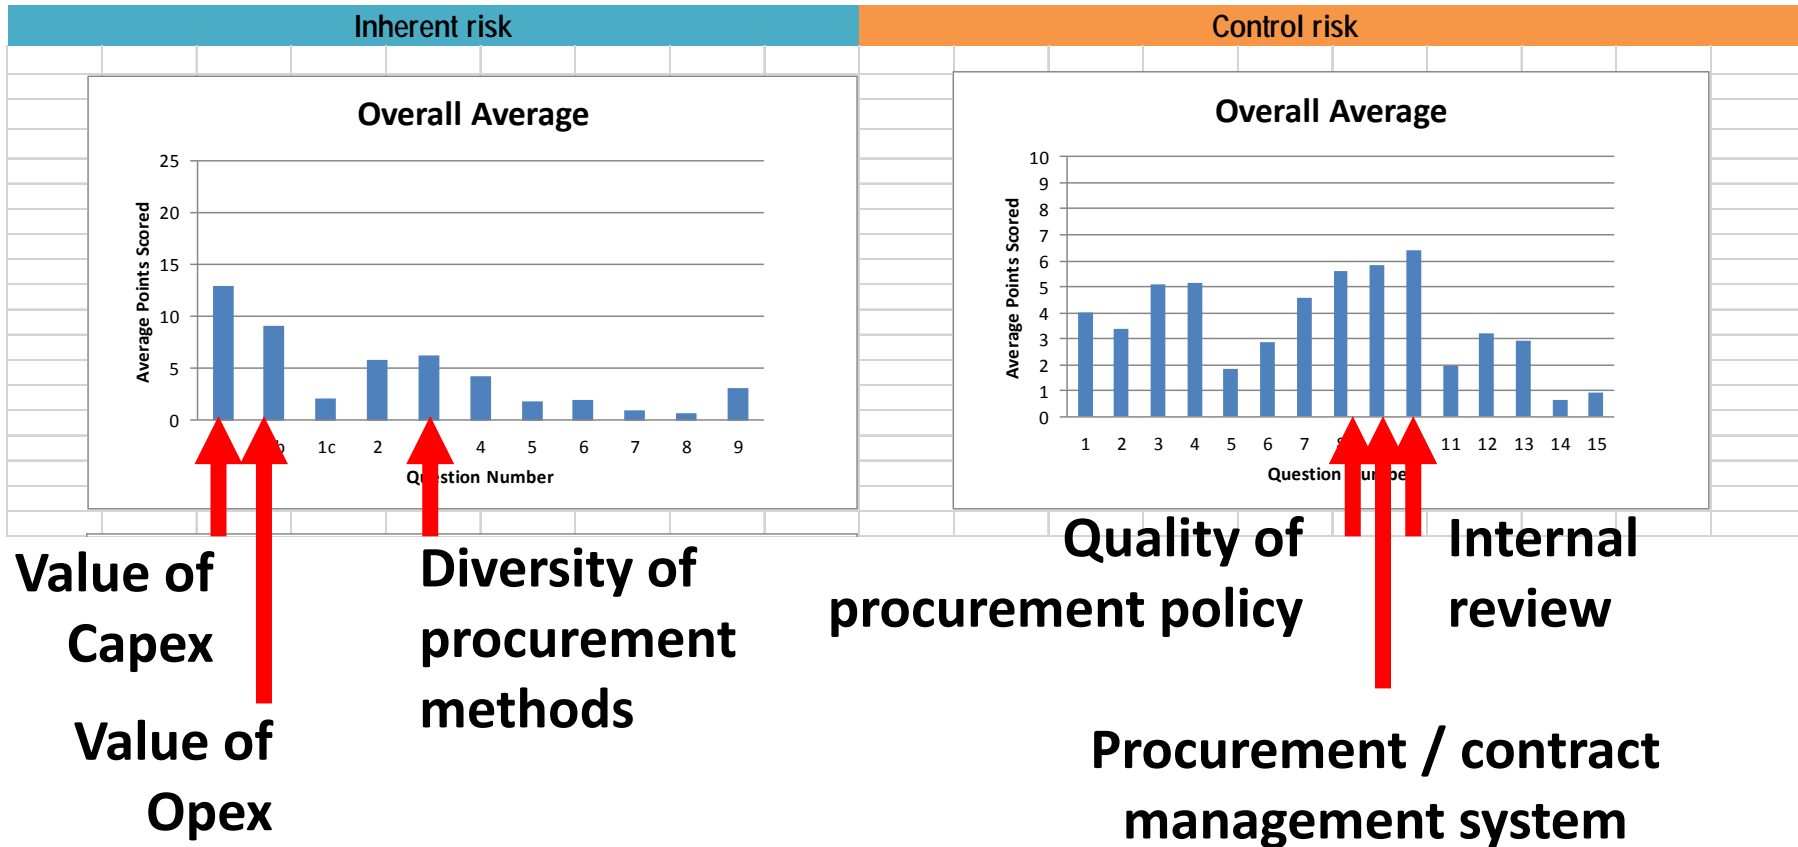 Inherent risk
Control risk
Overall Average
25
20
15
10
5
0
Average Points Scored
1c 2 4 5 6 7 8 9
Question Number
Overall Average
10
9
8
7
6
5
4
3
2
1
0
Average Points Scored
1 2 3 4 5 6 7 11 12 13 14 15
Question
Value of
Capex
Value of
Opex
Diversity of
procurement
methods
Quality of
procurement policy
Internal
review
Procurement / contract
management system